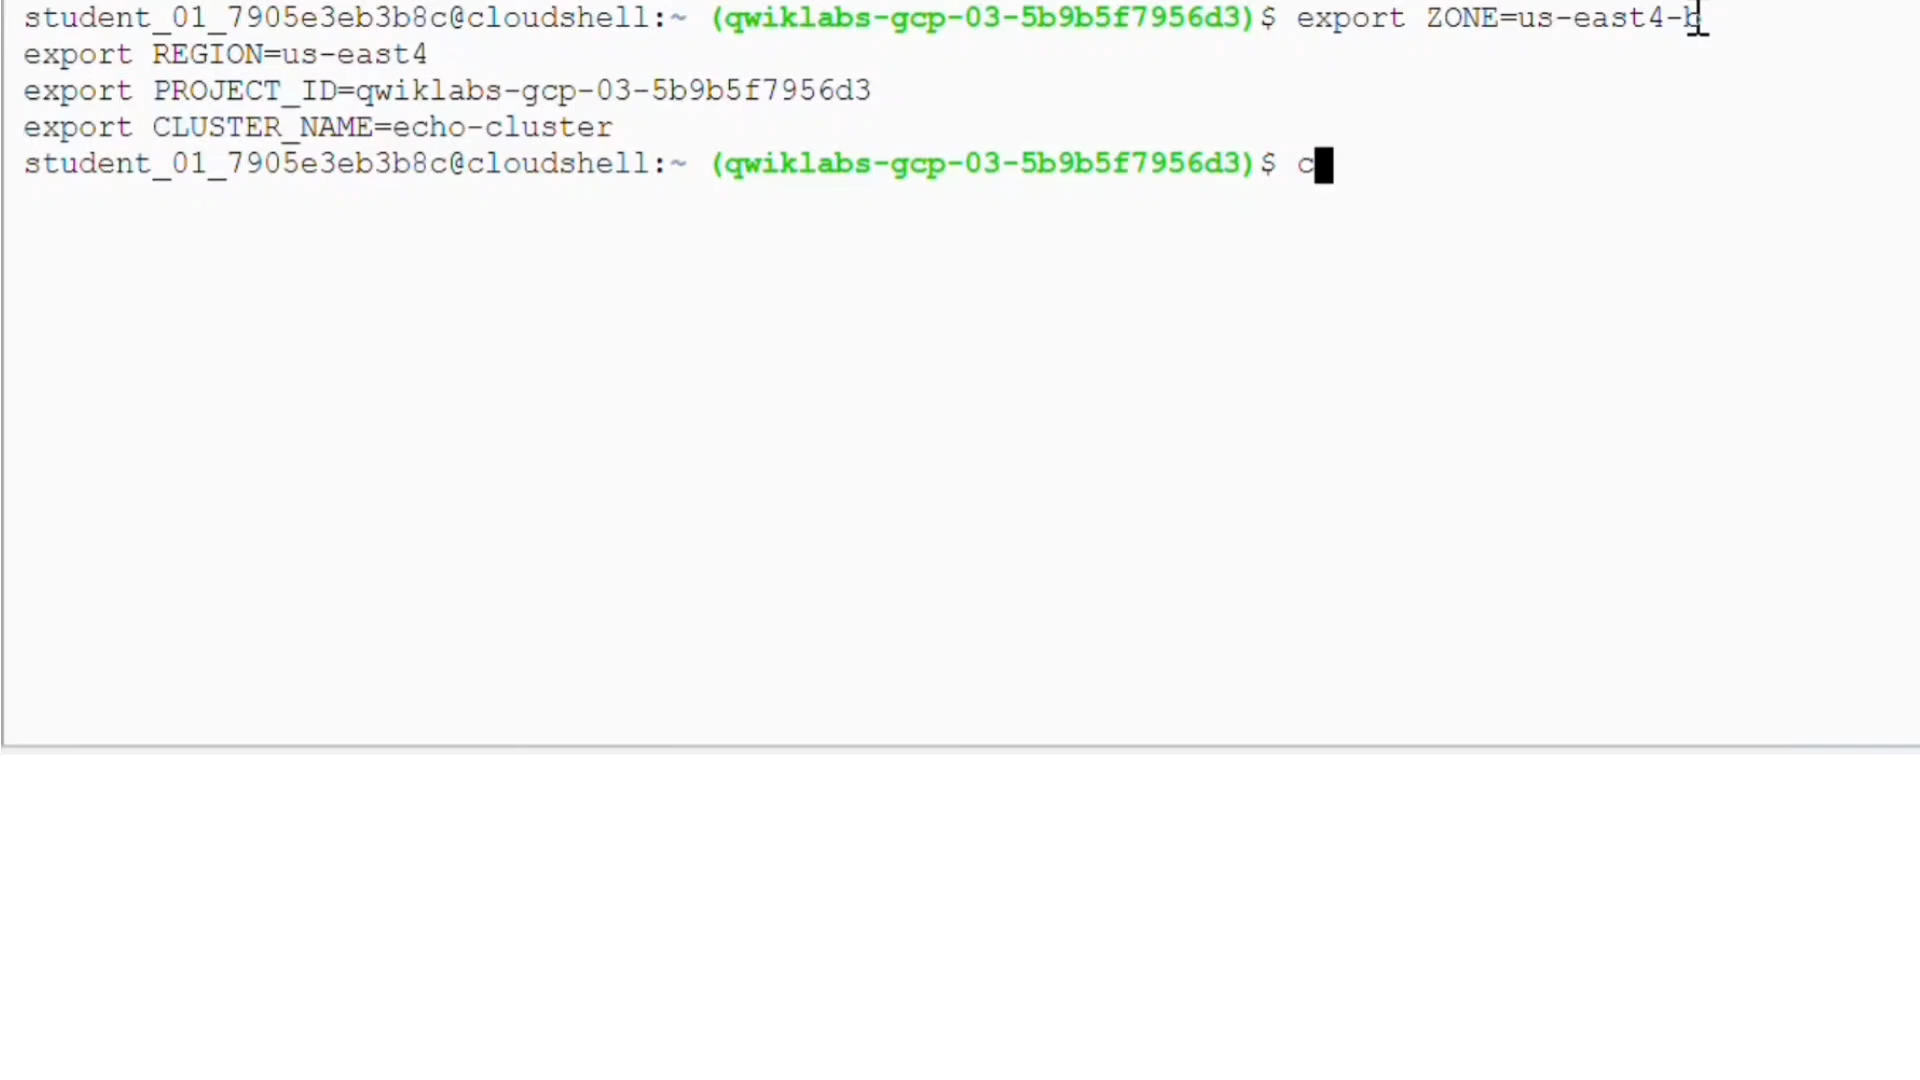 student_01_7905e3eb3b8c@cloudshell:~ (qwiklabs-gcp-03-5b9b5f7956d3)$ export ZONE=us-east4-b
export REGION=us-east4
export PROJECT_ID=qwiklabs-gcp-03-5b9b5f7956d3
export CLUSTER_NAME=echo-cluster
student_01_7905e3eb3b8c@cloudshell:~ (qwiklabs-gcp-03-5b9b5f7956d3)$ c